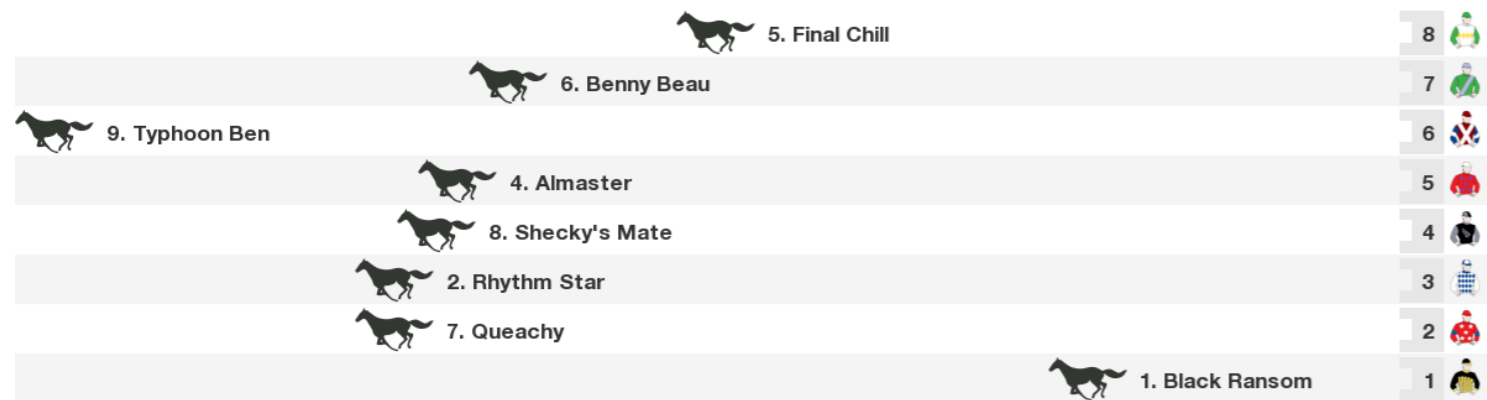 5. Final Chill 8
6. Benny Beau 7
9. Typhoon Ben 6
4. Almaster 5
8. Shecky's Mate 4
2. Rhythm Star 3
7. Queachy 2
1. Black Ransom 1